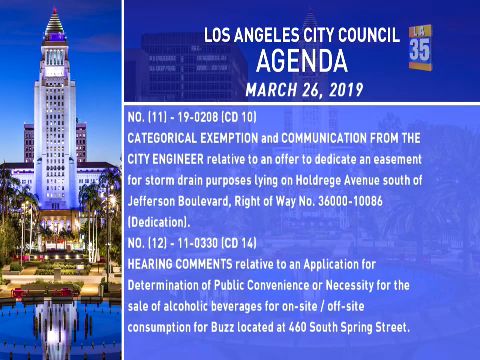 LOS ANGELES CITY COUNCIL
AGENDA
MARCH 26, 2019
LA
35
NO. (11) - 19-0208 (CD 10)
CATEGORICAL EXEMPTION and COMMUNICATION FROM THE
CITY ENGINEER relative to an offer to dedicate an easement
for storm drain purposes lying on Holdrege Avenue south of
Jefferson Boulevard, Right of Way No. 36000-10086
(Dedication).
NO. (12) - 11-0330 (CD 14)
HEARING COMMENTS relative to an Application for
Determination of Public Convenience or Necessity for the
sale of alcoholic beverages for on-site / off-site
consumption for Buzz located at 460 South Spring Street.